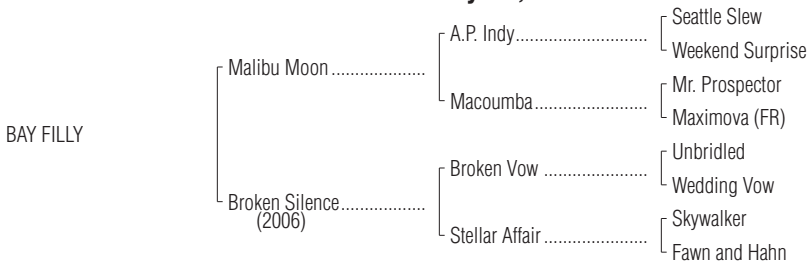 Seattle Slew
A.P. Indy
Weekend Surprise
Malibu Moon
Mr. Prospector
Macoumba
Maximova (FR)
BAY FILLY
Unbridled
Broken Vow
Wedding Vow
Broken Silence
(2006)
Skywalker
Stellar Affair
Fawn and Hahn